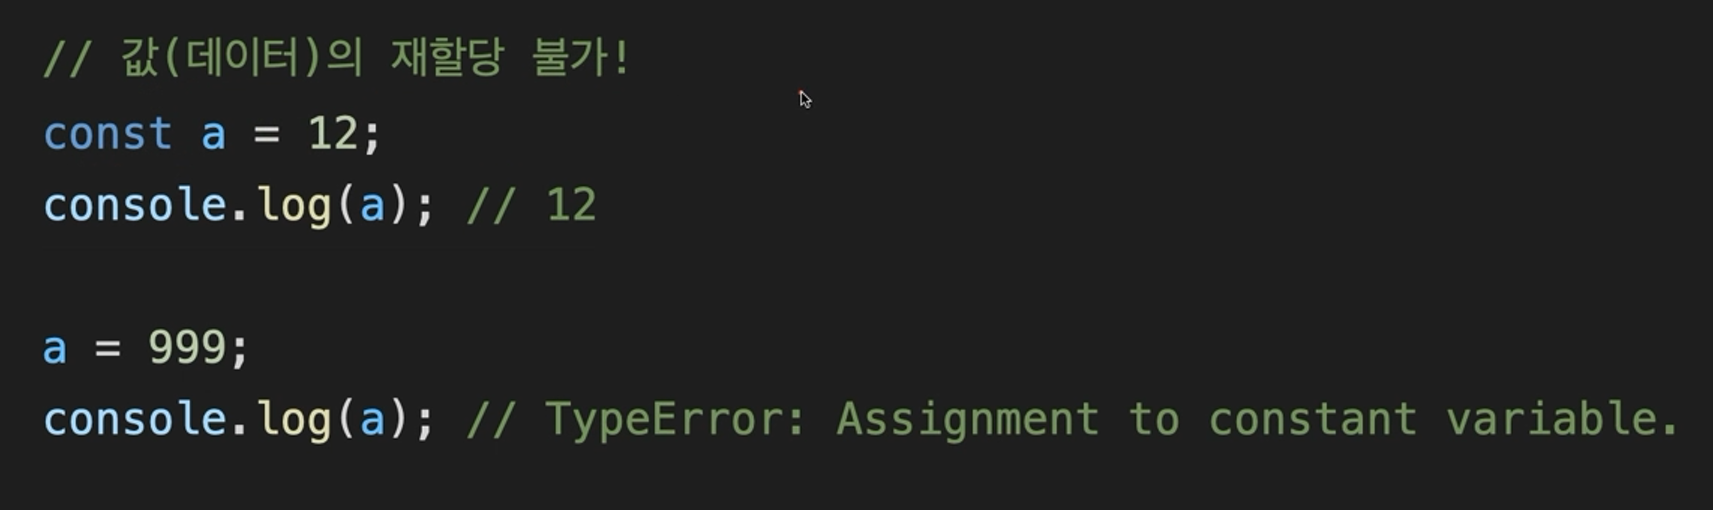 // 값(데이터)의 재할당 불가!
const a = 12;
console.log(a); // 12
a = 999;
console.log(a); // TypeError: Assignment to constant variable.